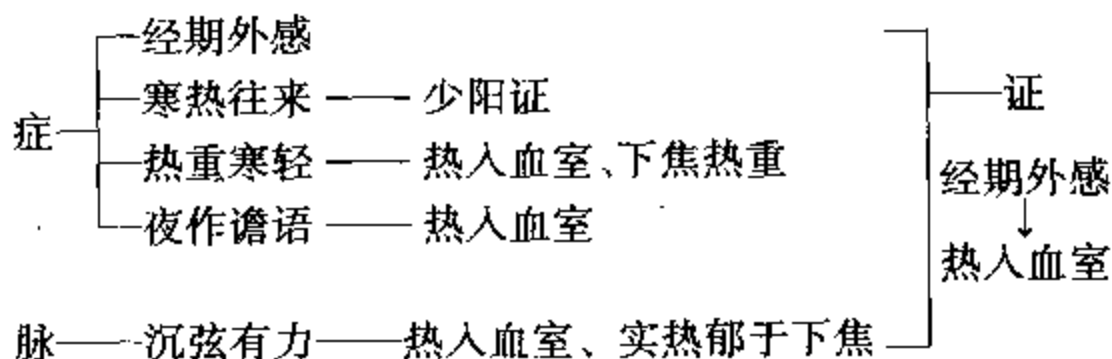 经期外感
寒热往来 少阳证
症
热重寒轻 热入血室、下焦热重
夜作谵语 热入血室
脉 沉弦有力 热入血室、实热郁于下焦
证
经期外感
热入血室